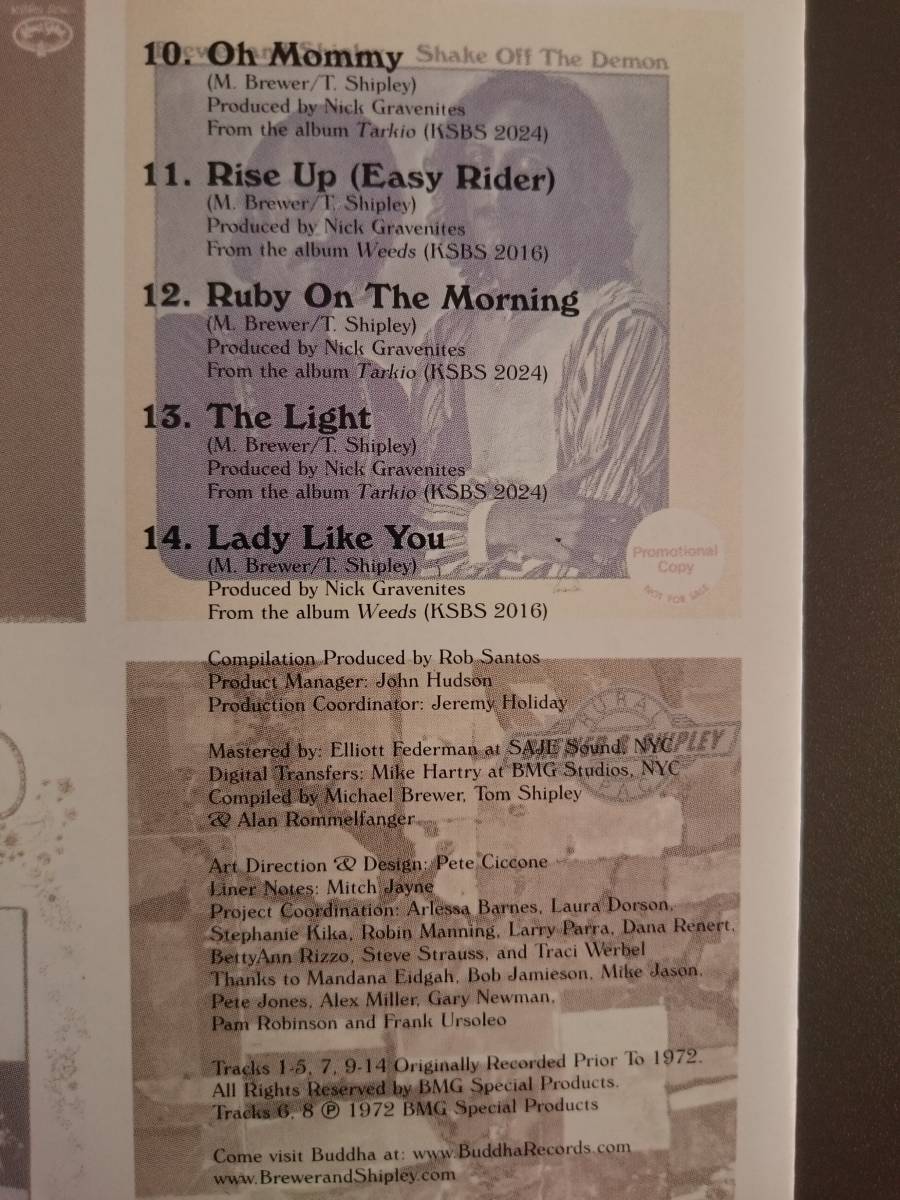 Brewer and Shipley Shake Off The Demon
10. Oh Mommy
(M. Brewer/T. Shipley)
Produced by Nick Gravenites
From the album Tarkio (KSBS 2024)
11. Rise Up (Easy Rider)
(M. Brewer/T. Shipley)
Produced by Nick Gravenites
From the album Weeds (KSBS 2016)
12. Ruby On The Morning
(M. Brewer/T. Shipley)
Produced by Nick Gravenites
From the album Tarkio (KSBS 2024)
13. The Light
(M. Brewer/T. Shipley)
Produced by Nick Gravenites
From the album Tarkio (KSBS 2024)
14. Lady Like You
(M. Brewer/T. Shipley)
Produced by Nick Gravenites
From the album Weeds (KSBS 2016)
Promotional
Copy
NOT FOR SALE
Compilation Produced by Rob Santos
Product Manager: John Hudson
Production Coordinator: Jeremy Holiday
RURAL
BREWER & SHIPLEY
SPACE
Mastered by: Elliott Federman at SAJE Sound, NYC
Digital Transfers: Mike Hartry at BMG Studios, NYC
Compiled by Michael Brewer, Tom Shipley
& Alan Rommelfanger
Art Direction & Design: Pete Ciccone
Liner Notes: Mitch Jayne
Project Coordination: Arlessa Barnes, Laura Dorson,
Stephanie Kika, Robin Manning, Larry Parra, Dana Renert,
BettyAnn Rizzo, Steve Strauss, and Traci Werbel
Thanks to Mandana Eidgah, Bob Jamieson, Mike Jason,
Pete Jones, Alex Miller, Gary Newman,
Pam Robinson and Frank Ursoleo
Tracks 1-5, 7, 9-14 Originally Recorded Prior To 1972.
All Rights Reserved by BMG Special Products.
Tracks 6, 8 ℗ 1972 BMG Special Products
Come visit Buddha at: www.BuddhaRecords.com
www.BrewerandShipley.com